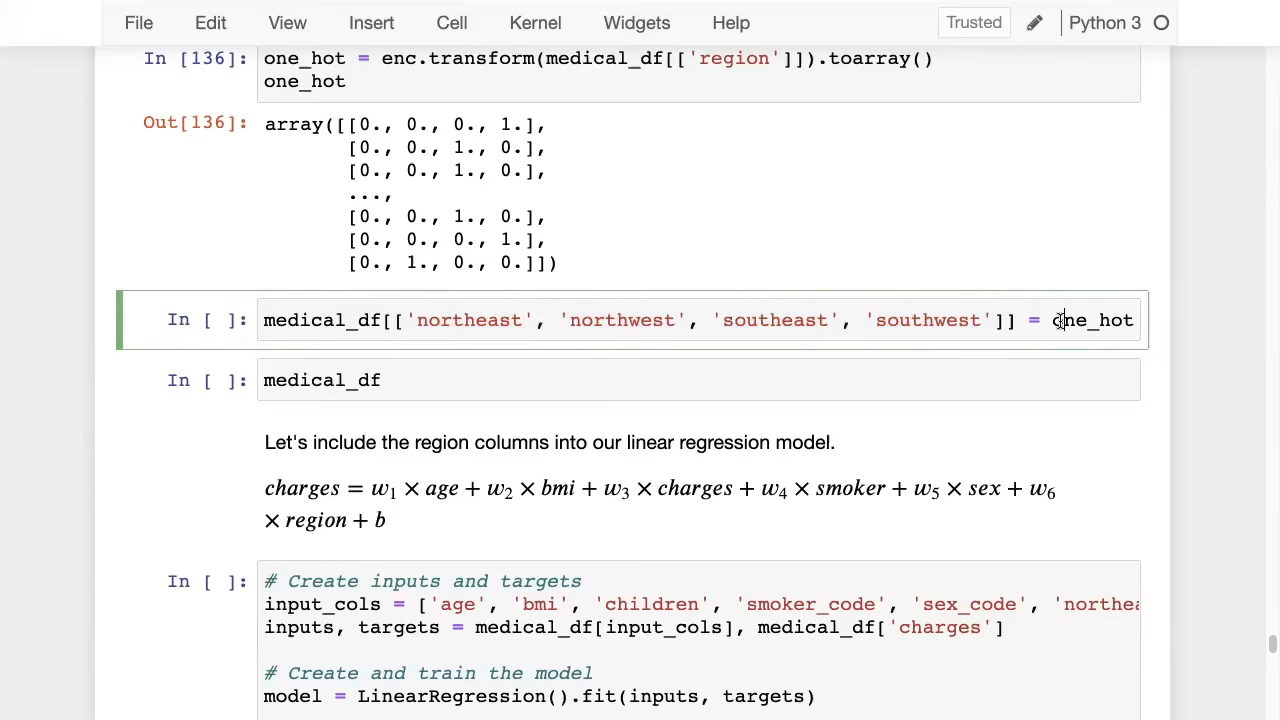 File Edit View Insert Cell Kernel Widgets Help Trusted Python 3
In [136]: one_hot = enc.transform(medical_df[['region']]).toarray()
one_hot
Out[136]: array([[0., 0., 0., 1.],
[0., 0., 1., 0.],
[0., 0., 1., 0.],
...,
[0., 0., 1., 0.],
[0., 0., 0., 1.],
[0., 1., 0., 0.]])
In [ ]: medical_df[['northeast', 'northwest', 'southeast', 'southwest']] = one_hot
In [ ]: medical_df
Let's include the region columns into our linear regression model.
charges = w₁ × age + w₂ × bmi + w₃ × charges + w₄ × smoker + w₅ × sex + w₆
× region + b
In [ ]: # Create inputs and targets
input_cols = ['age', 'bmi', 'children', 'smoker_code', 'sex_code', 'northea
inputs, targets = medical_df[input_cols], medical_df['charges']
# Create and train the model
model = LinearRegression().fit(inputs, targets)